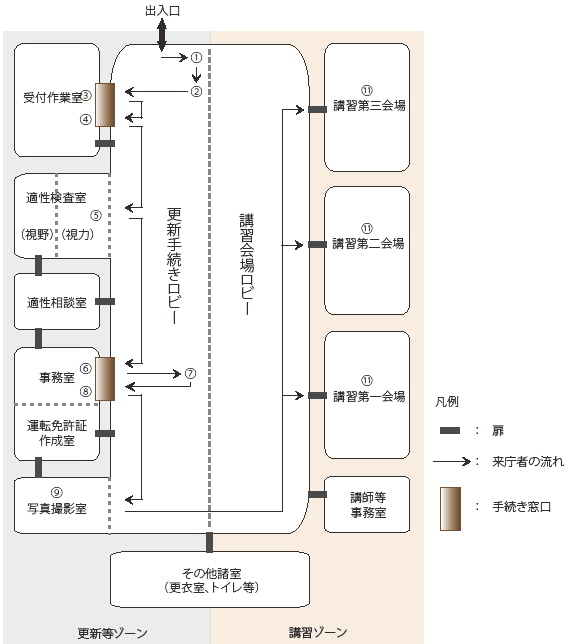 出入口
①
②
受付作業室
③
④
⑪
講習第三会場
適性検査室
⑤
（視野）
（視力）
更新手続きロビー
講習会場ロビー
⑪
講習第二会場
適性相談室
⑥
⑦
事務室
⑧
⑪
講習第一会場
運転免許証
作成室
⑨
写真撮影室
講師等
事務室
その他諸室
（更衣室、トイレ等）
凡例
： 扉
： 来庁者の流れ
： 手続き窓口
更新等ゾーン
講習ゾーン